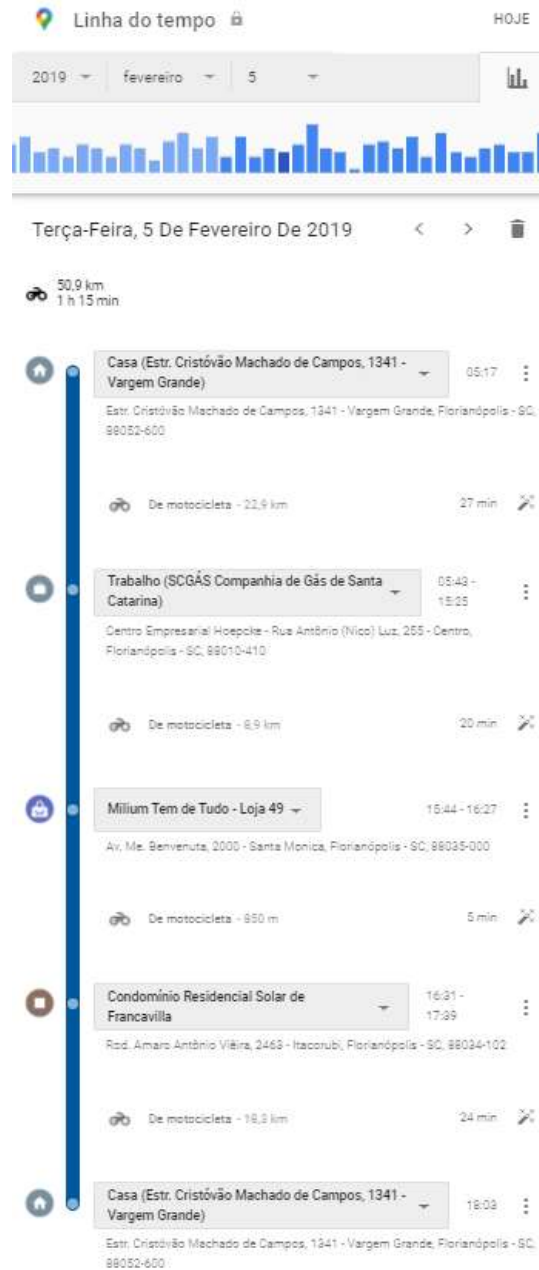 Linha do tempo
HOJE
2019 fevereiro 5
Terça-Feira, 5 De Fevereiro De 2019
50,9 km
1 h 15 min
Casa (Estr. Cristóvão Machado de Campos, 1341 -
Vargem Grande)
05:17
Estr. Cristóvão Machado de Campos, 1341 - Vargem Grande, Florianópolis - SC,
88052-600
De motocicleta - 22,9 km
27 min
Trabalho (SCGÁS Companhia de Gás de Santa
Catarina)
05:43 -
15:25
Centro Empresarial Hoepcke - Rua Antônio (Nico) Luz, 255 - Centro,
Florianópolis - SC, 88010-410
De motocicleta - 8,9 km
20 min
Milium Tem de Tudo - Loja 49
15:44 - 16:27
Av. Me. Benvenuta, 2000 - Santa Monica, Florianópolis - SC, 88035-000
De motocicleta - 850 m
5 min
Condomínio Residencial Solar de
Francavilla
16:31 -
17:39
Rod. Amaro Antônio Viêira, 2463 - Itacorubi, Florianópolis - SC, 88034-102
De motocicleta - 18,3 km
24 min
Casa (Estr. Cristóvão Machado de Campos, 1341 -
Vargem Grande)
18:03
Estr. Cristóvão Machado de Campos, 1341 - Vargem Grande, Florianópolis - SC,
88052-600